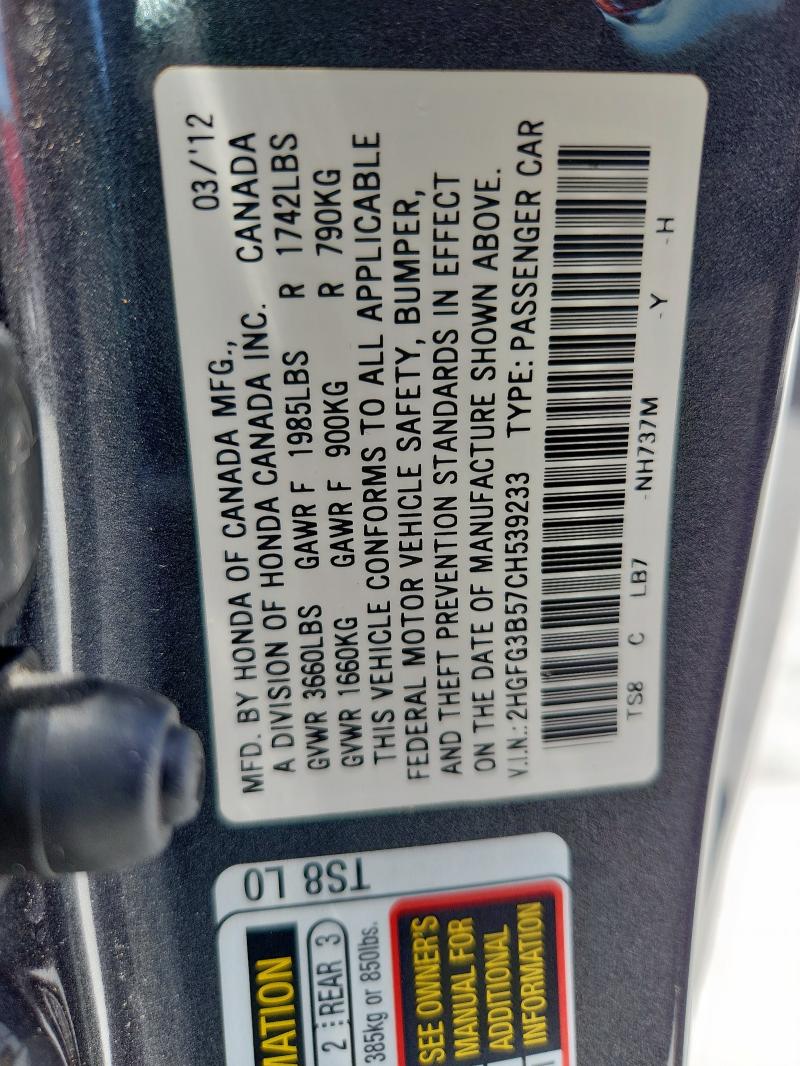 MFD. BY HONDA OF CANADA MFG., 03/'12
A DIVISION OF HONDA CANADA INC. CANADA
GVWR 3660LBS GAWR F 1985LBS R 1742LBS
GVWR 1660KG GAWR F 900KG R 790KG
THIS VEHICLE CONFORMS TO ALL APPLICABLE
FEDERAL MOTOR VEHICLE SAFETY, BUMPER,
AND THEFT PREVENTION STANDARDS IN EFFECT
ON THE DATE OF MANUFACTURE SHOWN ABOVE.
V.I.N.: 2HGFG3B57CH539233 TYPE: PASSENGER CAR
TS8 C LB7 -NH737M -Y -H
TS8 L0
2 REAR 3
385kg or 850lbs.
SEE OWNER'S
MANUAL FOR
ADDITIONAL
INFORMATION